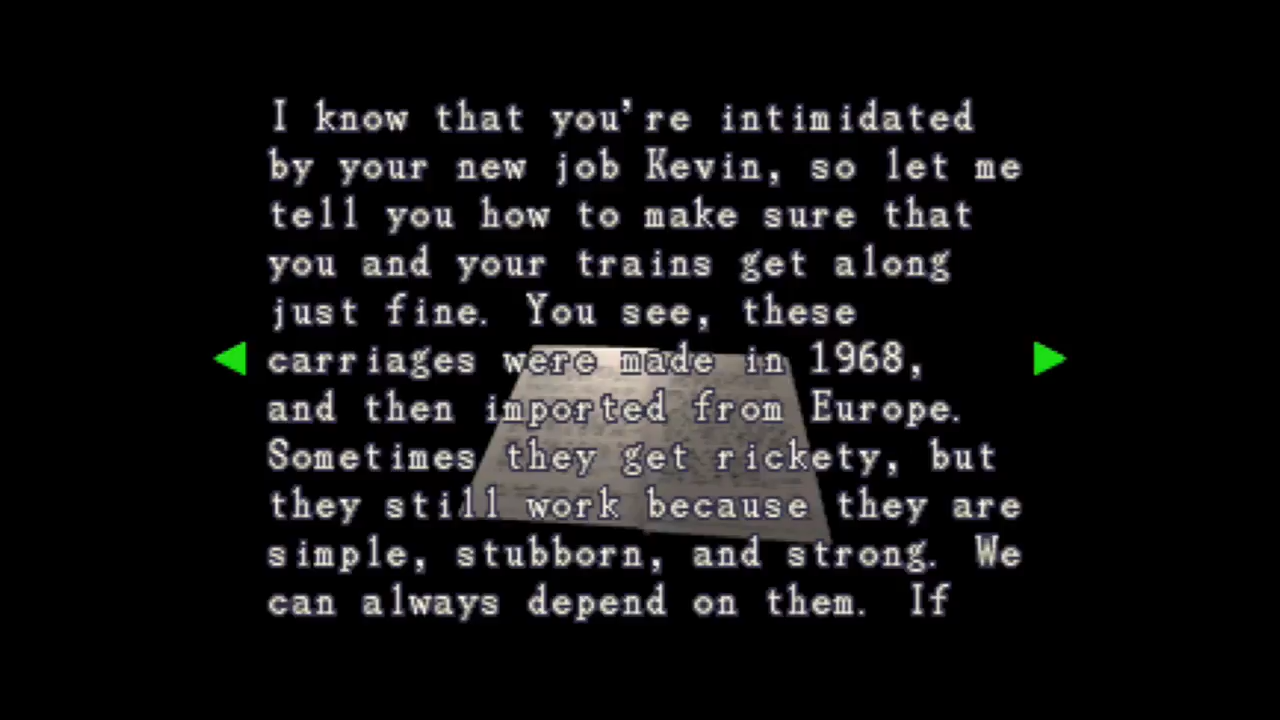 I know that you're intimidated
by your new job Kevin, so let me
tell you how to make sure that
you and your trains get along
just fine. You see, these
carriages were made in 1968,
and then imported from Europe.
Sometimes they get rickety, but
they still work because they are
simple, stubborn, and strong. We
can always depend on them. If